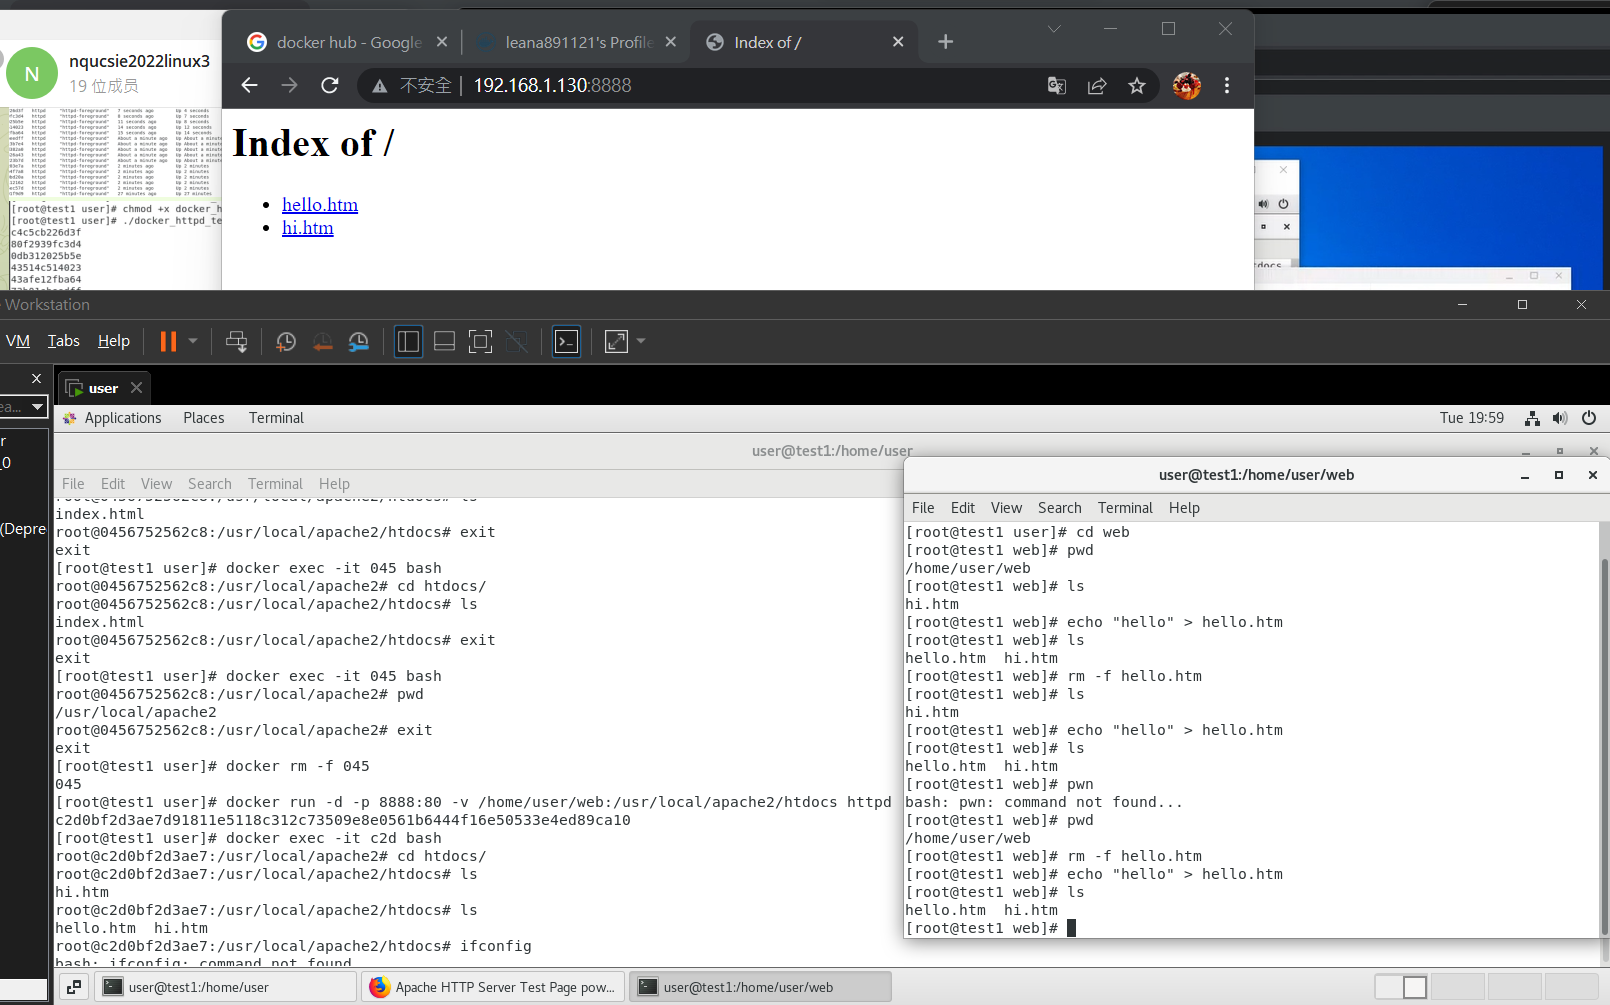 docker hub - Google
leana891121's Profile
Index of /
N
nqucsie2022linux3
19 位成員
不安全
192.168.1.130:8888
Index of /
hello.htm
hi.htm
[root@test1 user]# chmod +x docker_h
[root@test1 user]# ./docker_httpd_te
c4c5cb226d3f
80f2939fc3d4
0db312025b5e
43514c514023
43afe12fba64
Workstation
VM Tabs Help
user
Applications Places Terminal
Tue 19:59
user@test1:/home/user
File Edit View Search Terminal Help
root@0456752562c8:/usr/local/apache2/htdocs# ls
index.html
root@0456752562c8:/usr/local/apache2/htdocs# exit
exit
[root@test1 user]# docker exec -it 045 bash
root@0456752562c8:/usr/local/apache2# cd htdocs/
root@0456752562c8:/usr/local/apache2/htdocs# ls
index.html
root@0456752562c8:/usr/local/apache2/htdocs# exit
exit
[root@test1 user]# docker exec -it 045 bash
root@0456752562c8:/usr/local/apache2# pwd
/usr/local/apache2
root@0456752562c8:/usr/local/apache2# exit
exit
[root@test1 user]# docker rm -f 045
045
[root@test1 user]# docker run -d -p 8888:80 -v /home/user/web:/usr/local/apache2/htdocs httpd
c2d0bf2d3ae7d91811e5118c312c73509e8e0561b6444f16e50533e4ed89ca10
[root@test1 user]# docker exec -it c2d bash
root@c2d0bf2d3ae7:/usr/local/apache2# cd htdocs/
root@c2d0bf2d3ae7:/usr/local/apache2/htdocs# ls
hi.htm
root@c2d0bf2d3ae7:/usr/local/apache2/htdocs# ls
hello.htm  hi.htm
root@c2d0bf2d3ae7:/usr/local/apache2/htdocs# ifconfig
bash: ifconfig: command not found
user@test1:/home/user/web
File Edit View Search Terminal Help
[root@test1 user]# cd web
[root@test1 web]# pwd
/home/user/web
[root@test1 web]# ls
hi.htm
[root@test1 web]# echo "hello" > hello.htm
[root@test1 web]# ls
hello.htm  hi.htm
[root@test1 web]# rm -f hello.htm
[root@test1 web]# ls
hi.htm
[root@test1 web]# echo "hello" > hello.htm
[root@test1 web]# ls
hello.htm  hi.htm
[root@test1 web]# pwn
bash: pwn: command not found...
[root@test1 web]# pwd
/home/user/web
[root@test1 web]# rm -f hello.htm
[root@test1 web]# echo "hello" > hello.htm
[root@test1 web]# ls
hello.htm  hi.htm
[root@test1 web]#
(Depre
user@test1:/home/user
Apache HTTP Server Test Page pow...
user@test1:/home/user/web